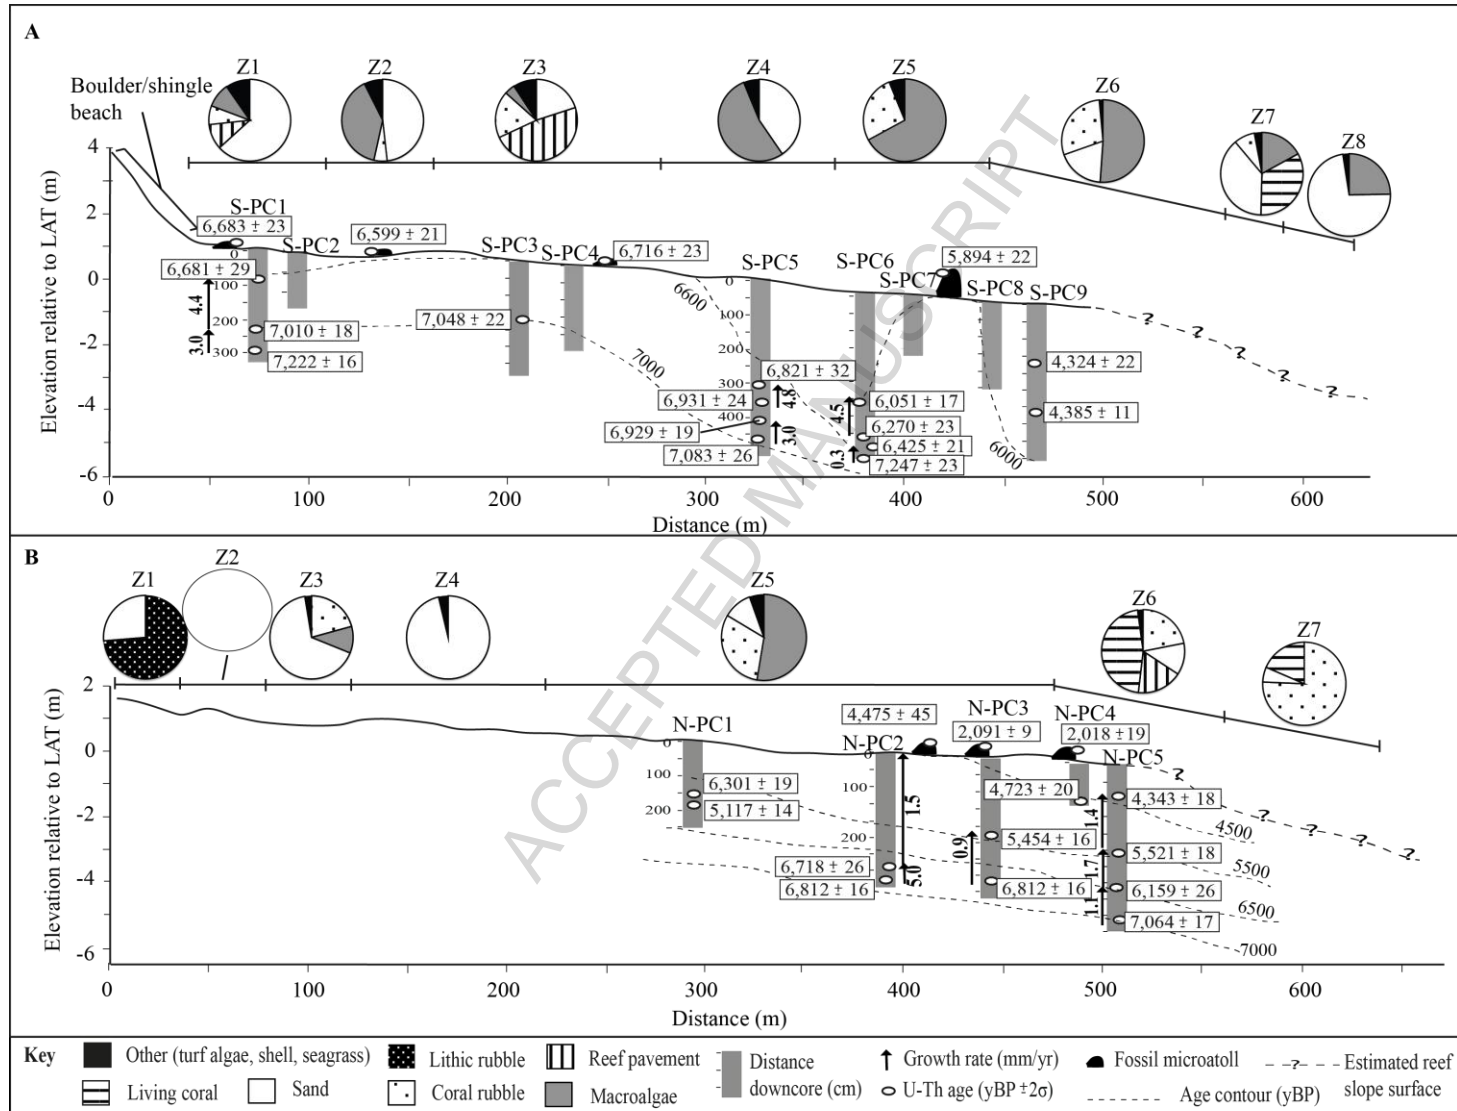 A
Z1
Z2
Z3
Z4
Z5
Z6
Z7
Z8
Boulder/shingle
beach
Elevation relative to LAT (m)
4
2
0
-2
-4
-6
S-PC1
6,683 ± 23
S-PC2
6,599 ± 21
S-PC3
S-PC4
6,716 ± 23
S-PC5
S-PC6
S-PC7
5,894 ± 22
S-PC8
S-PC9
0
100
200
300
6,681 ± 29
7,010 ± 18
7,222 ± 16
4.4
3.0
7,048 ± 22
7000
6600
0
100
200
300
400
6,821 ± 32
6,931 ± 24
6,929 ± 19
7,083 ± 26
4.8
3.0
6,051 ± 17
6,270 ± 23
6,425 ± 21
7,247 ± 23
4.5
0.3
6000
4,324 ± 22
4,385 ± 11
? ? ? ? ?
0 100 200 300 400 500 600
Distance (m)
ACCEPTED MANUSCRIPT
B
Z1
Z2
Z3
Z4
Z5
Z6
Z7
Elevation relative to LAT (m)
2
0
-2
-4
-6
N-PC1
0
100
200
6,301 ± 19
5,117 ± 14
N-PC2
0
100
200
4,475 ± 45
6,718 ± 26
6,812 ± 16
1.5
5.0
N-PC3
2,091 ± 9
5,454 ± 16
6,812 ± 16
0.9
N-PC4
2,018 ±19
4,723 ± 20
N-PC5
4,343 ± 18
5,521 ± 18
6,159 ± 26
7,064 ± 17
1.4
1.7
1.1
4500
5500
6500
7000
? ? ? ? ?
0 100 200 300 400 500 600
Distance (m)
Key
Other (turf algae, shell, seagrass)
Lithic rubble
Reef pavement
Distance
downcore (cm)
Growth rate (mm/yr)
Fossil microatoll
-?- Estimated reef
slope surface
Living coral
Sand
Coral rubble
Macroalgae
U-Th age (yBP ±2σ)
Age contour (yBP)